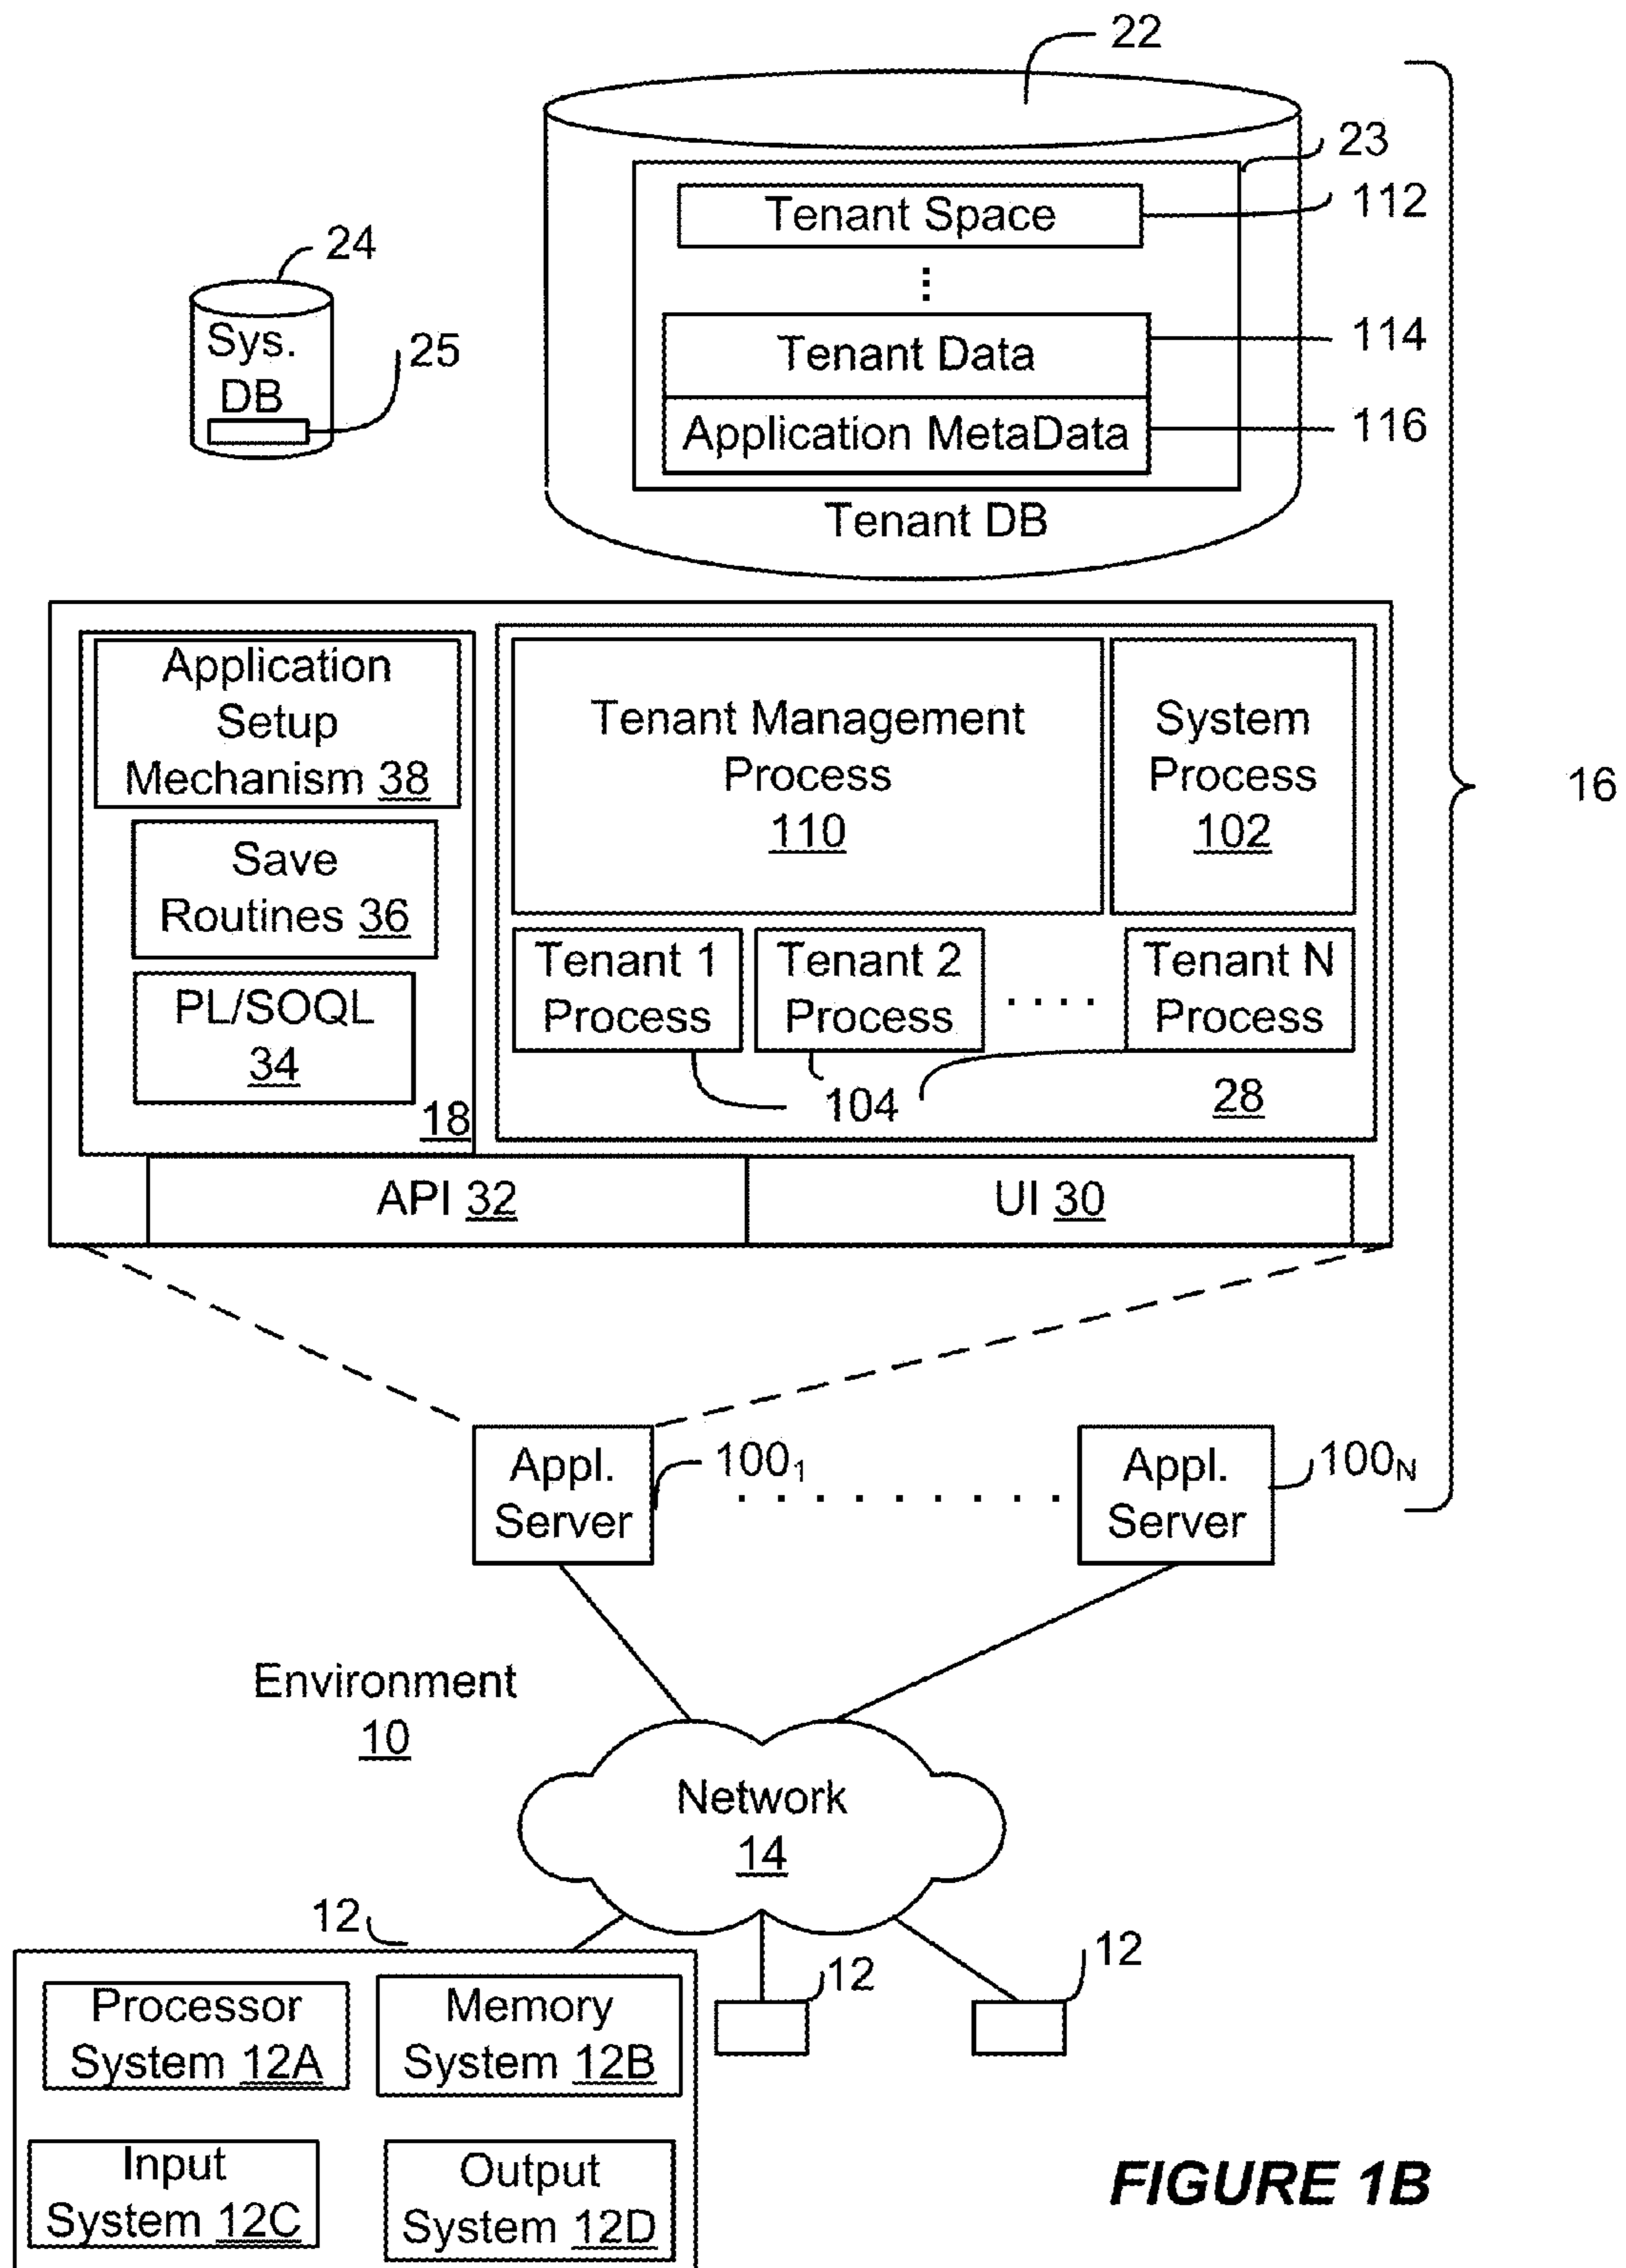 22
23
Tenant Space
112
24
Sys.
DB
25
Tenant Data
114
Application MetaData
116
Tenant DB
Application
Setup
Mechanism 38
Save
Routines 36
PL/SOQL
34
18
Tenant Management
Process
110
System
Process
102
Tenant 1
Process
Tenant 2
Process
Tenant N
Process
104
28
16
API 32
UI 30
Appl.
Server
100₁
Appl.
Server
100N
Environment
10
Network
14
12
12
12
Processor
System 12A
Memory
System 12B
Input
System 12C
Output
System 12D
FIGURE 1B